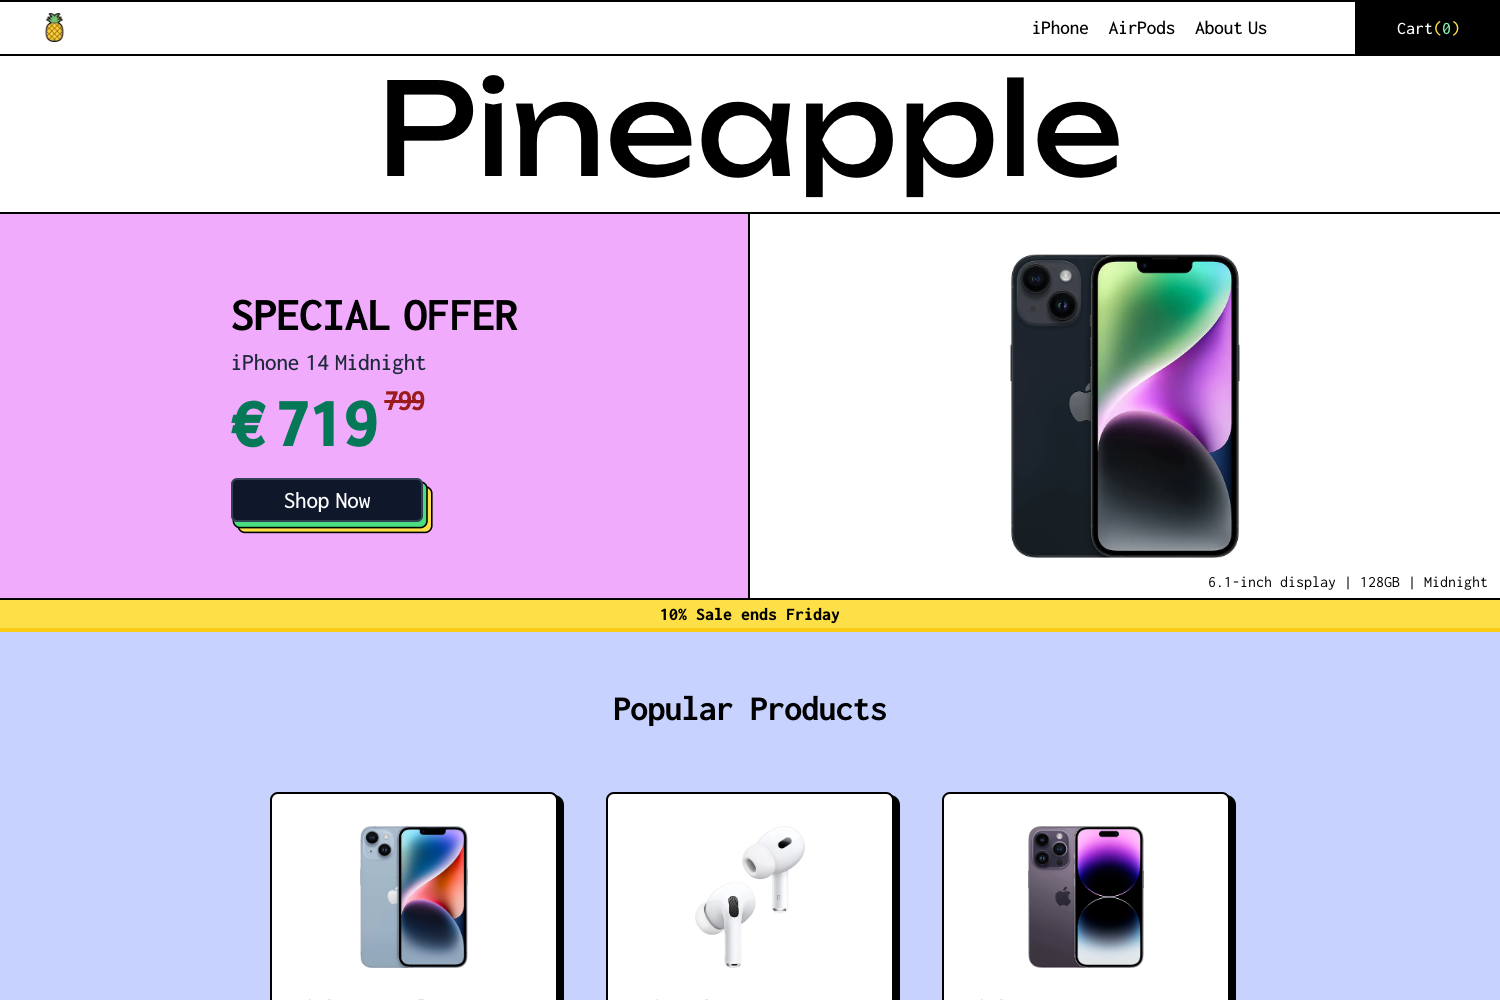 iPhone AirPods About Us Cart(0)
Pineapple
SPECIAL OFFER
iPhone 14 Midnight
€ 719 799
Shop Now
6.1-inch display | 128GB | Midnight
10% Sale ends Friday
Popular Products